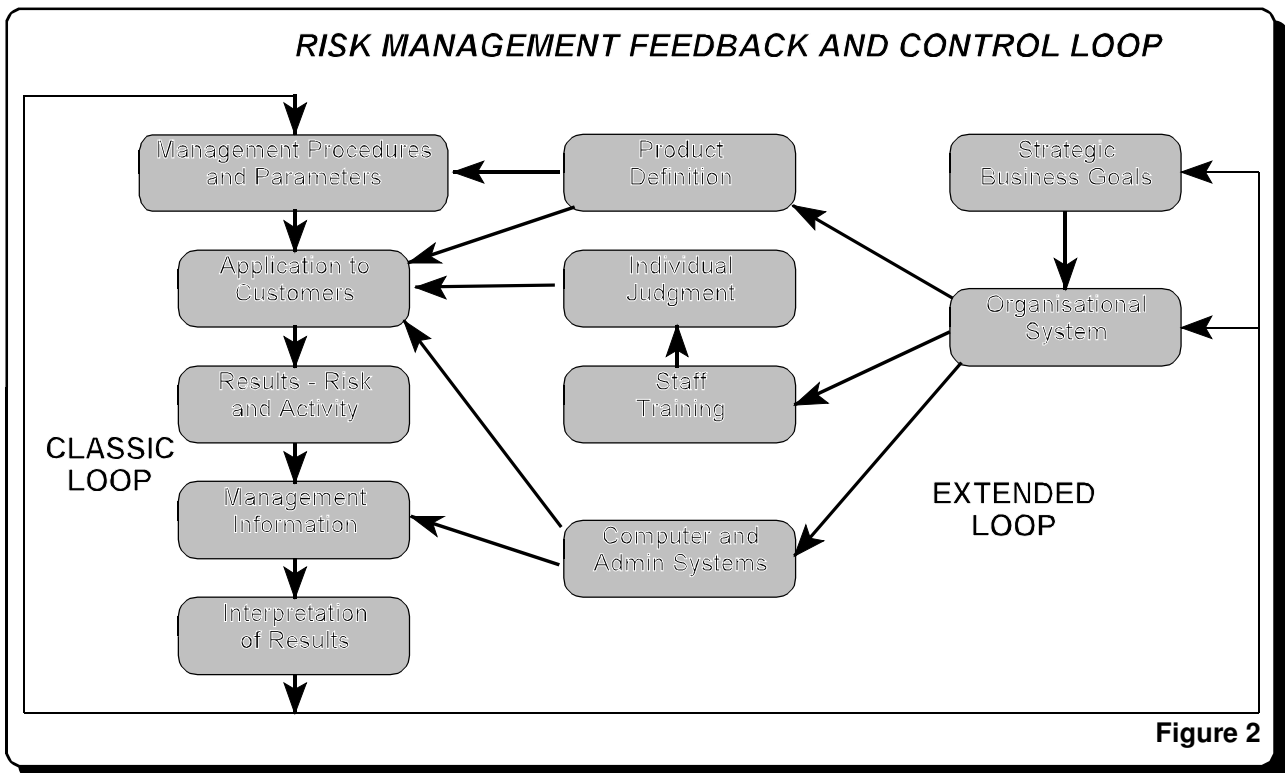 RISK MANAGEMENT FEEDBACK AND CONTROL LOOP
Management Procedures
and Parameters
Product
Definition
Strategic
Business Goals
Application to
Customers
Individual
Judgment
Organisational
System
Results - Risk
and Activity
Staff
Training
CLASSIC
LOOP
Management
Information
EXTENDED
LOOP
Computer and
Admin Systems
Interpretation
of Results
Figure 2